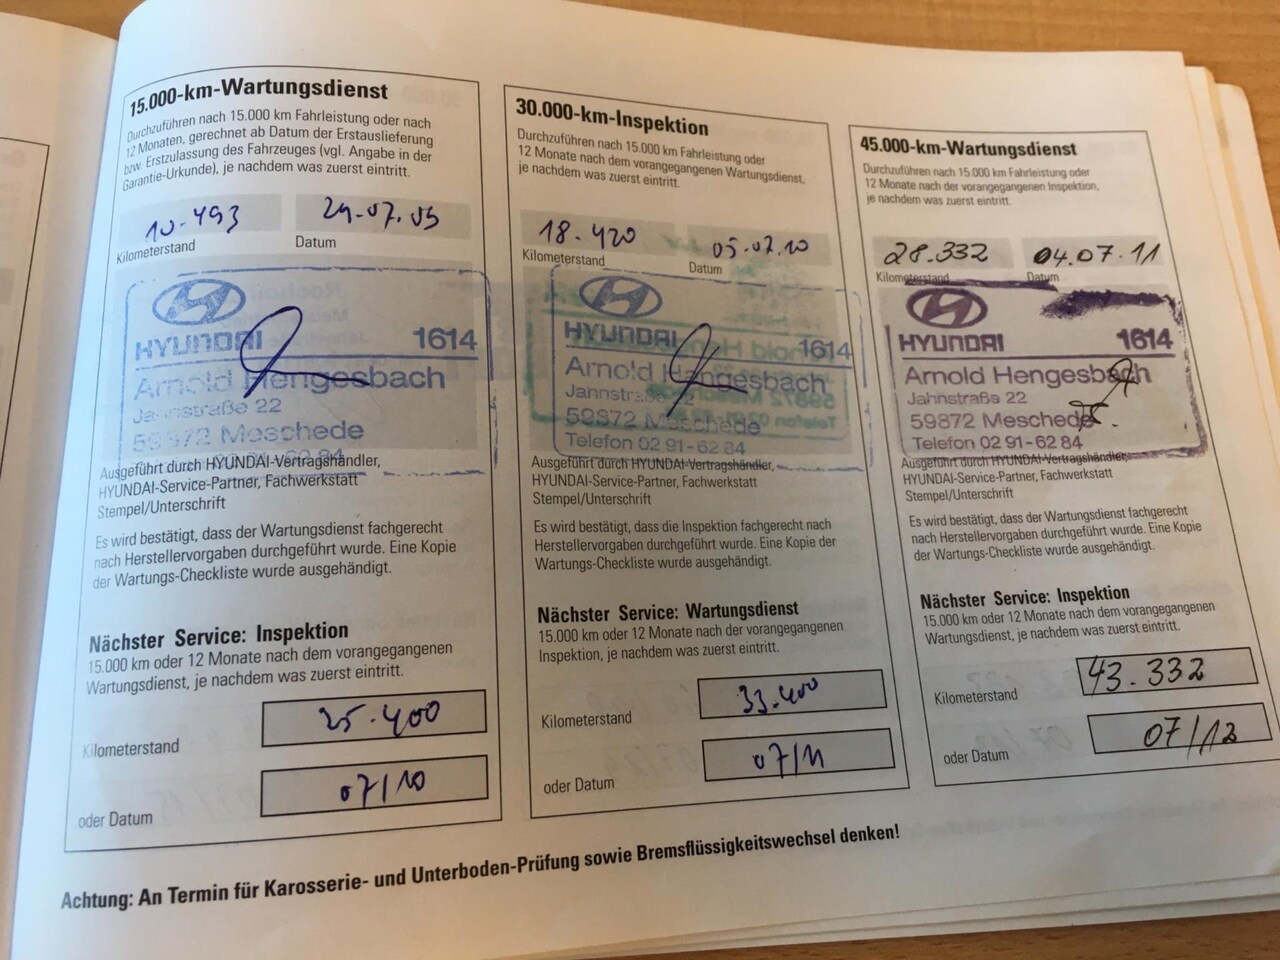 15.000-km-Wartungsdienst
Durchzuführen nach 15.000 km Fahrleistung oder nach
12 Monaten, gerechnet ab Datum der Erstauslieferung
bzw. Erstzulassung des Fahrzeuges (vgl. Angabe in der
Garantie-Urkunde), je nachdem was zuerst eintritt.
10.493 29.07.09
Kilometerstand Datum
HYUNDAI 1614
Arnold Hengesbach
Jahnstraße 22
59872 Meschede
Ausgeführt durch HYUNDAI-Vertragshändler,
HYUNDAI-Service-Partner, Fachwerkstatt
Stempel/Unterschrift
Es wird bestätigt, dass der Wartungsdienst fachgerecht
nach Herstellervorgaben durchgeführt wurde. Eine Kopie
der Wartungs-Checkliste wurde ausgehändigt.
Nächster Service: Inspektion
15.000 km oder 12 Monate nach dem vorangegangenen
Wartungsdienst, je nachdem was zuerst eintritt.
Kilometerstand 25.400
oder Datum 07/10
30.000-km-Inspektion
Durchzuführen nach 15.000 km Fahrleistung oder
12 Monate nach dem vorangegangenen Wartungsdienst,
je nachdem was zuerst eintritt.
18.420 05.07.10
Kilometerstand Datum
HYUNDAI 1614
Arnold Hengesbach
Jahnstraße 22
59872 Meschede
Telefon 02 91-62 84
Ausgeführt durch HYUNDAI-Vertragshändler,
HYUNDAI-Service-Partner, Fachwerkstatt
Stempel/Unterschrift
Es wird bestätigt, dass die Inspektion fachgerecht nach
Herstellervorgaben durchgeführt wurde. Eine Kopie der
Wartungs-Checkliste wurde ausgehändigt.
Nächster Service: Wartungsdienst
15.000 km oder 12 Monate nach der vorangegangenen
Inspektion, je nachdem was zuerst eintritt.
Kilometerstand 33.400
oder Datum 07/11
45.000-km-Wartungsdienst
Durchzuführen nach 15.000 km Fahrleistung oder
12 Monate nach der vorangegangenen Inspektion,
je nachdem was zuerst eintritt.
28.332 04.07.11
Kilometerstand Datum
HYUNDAI 1614
Arnold Hengesbach
Jahnstraße 22
59872 Meschede
Telefon 02 91-62 84
Ausgeführt durch HYUNDAI-Vertragshändler,
HYUNDAI-Service-Partner, Fachwerkstatt
Stempel/Unterschrift
Es wird bestätigt, dass der Wartungsdienst fachgerecht
nach Herstellervorgaben durchgeführt wurde. Eine Kopie
der Wartungs-Checkliste wurde ausgehändigt.
Nächster Service: Inspektion
15.000 km oder 12 Monate nach dem vorangegangenen
Wartungsdienst, je nachdem was zuerst eintritt.
Kilometerstand 43.332
oder Datum 07/12
Achtung: An Termin für Karosserie- und Unterboden-Prüfung sowie Bremsflüssigkeitswechsel denken!